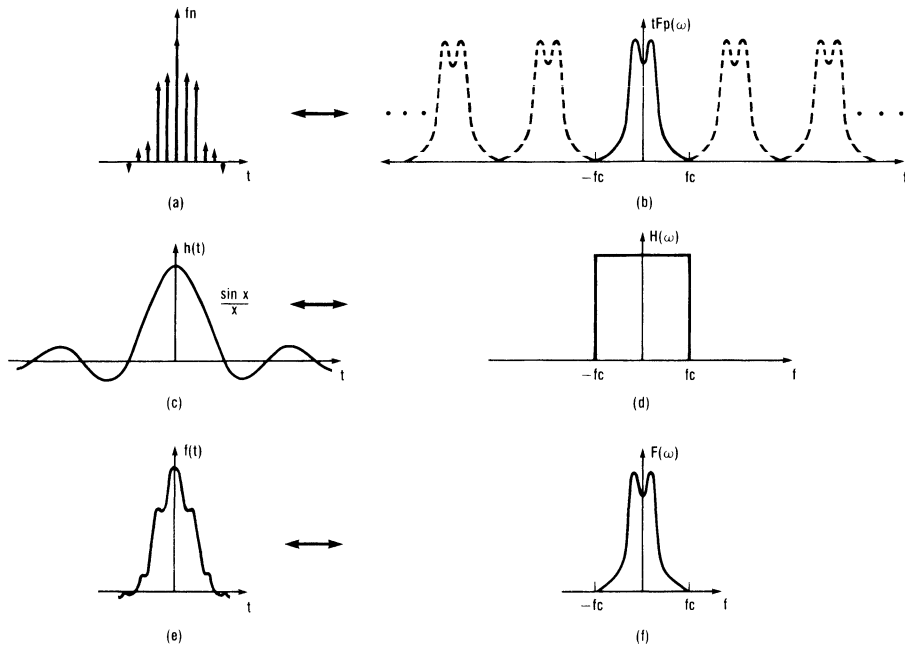 fn
t
(a)
tFp(ω)
−fc
fc
f
(b)
h(t)
sin x
x
t
(c)
H(ω)
−fc
fc
f
(d)
f(t)
t
(e)
F(ω)
−fc
fc
f
(f)